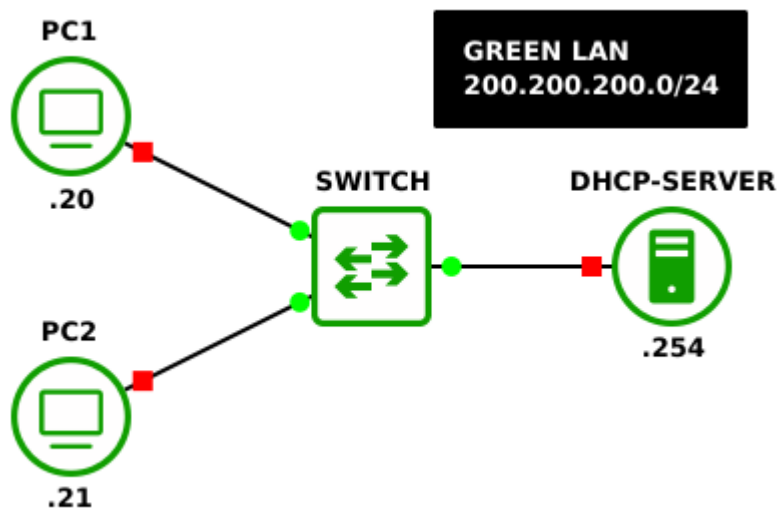 PC1
GREEN LAN
200.200.200.0/24
.20
SWITCH
DHCP-SERVER
PC2
.254
.21